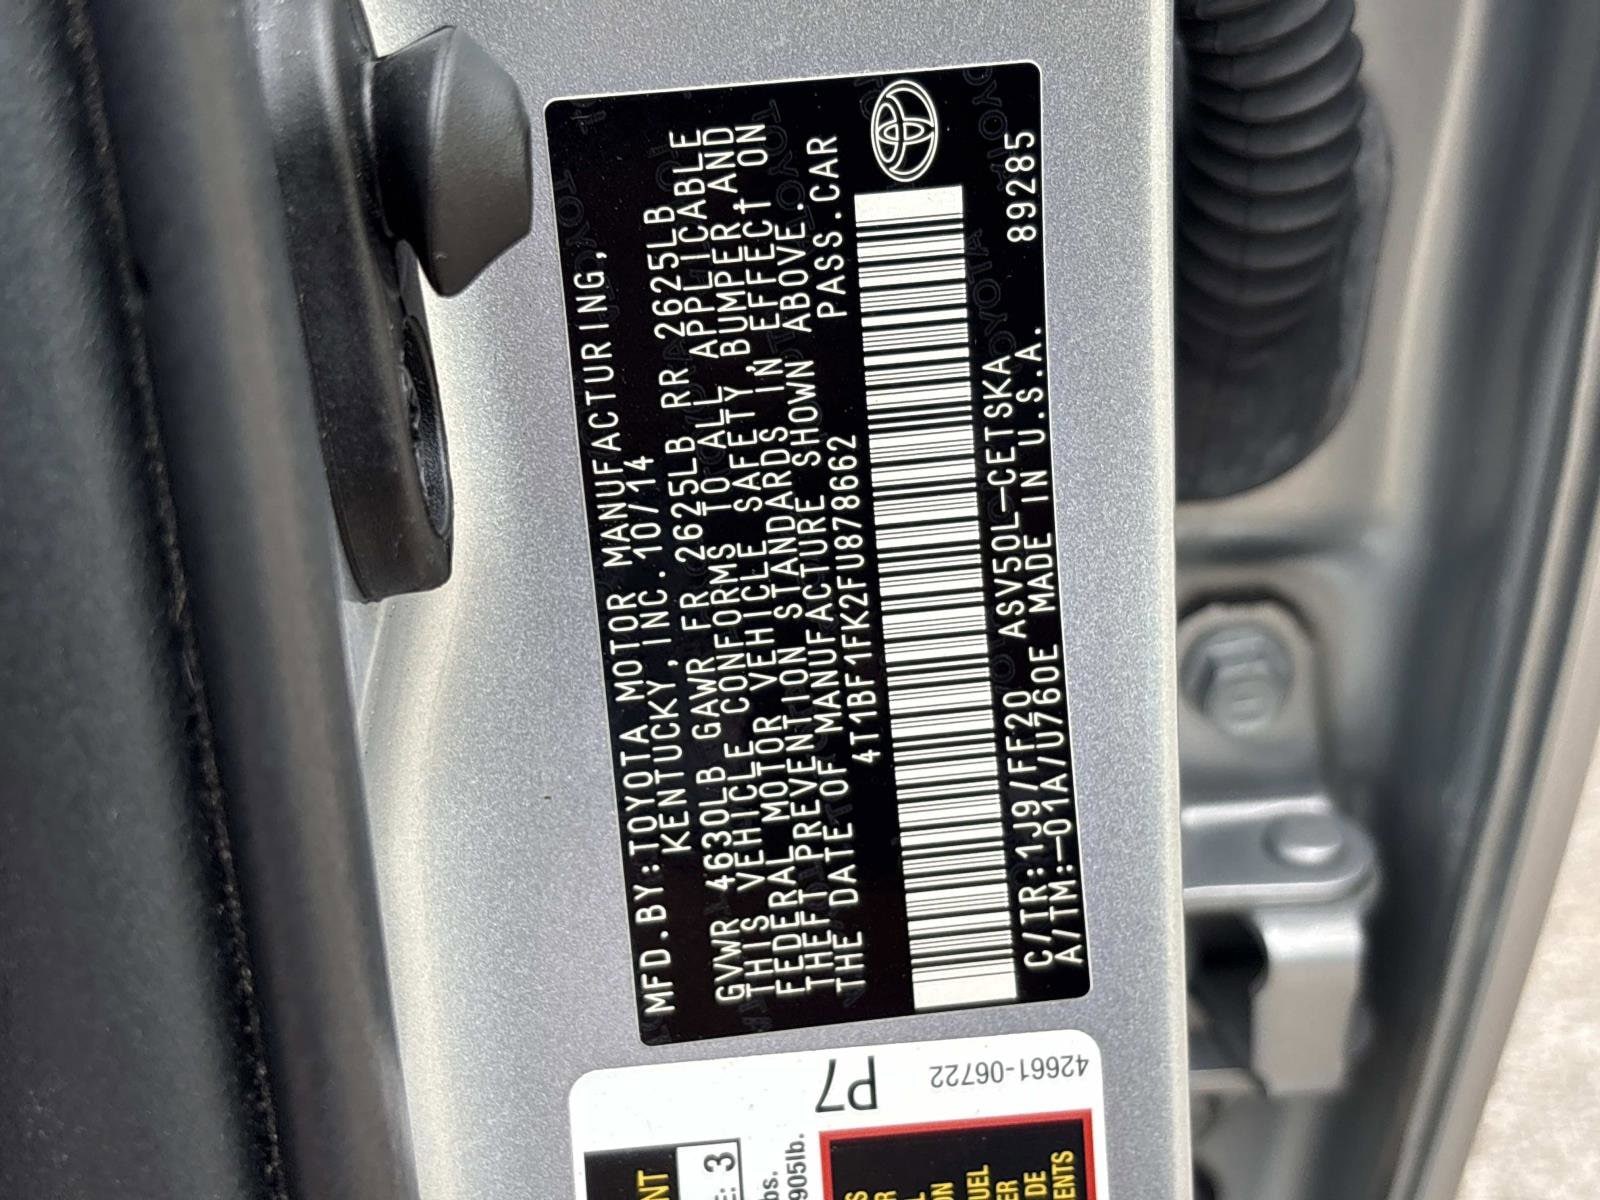 MFD.BY:TOYOTA MOTOR MANUFACTURING,
KENTUCKY, INC. 10/14
GVWR 4630LB GAWR FR 2625LB RR 2625LB
THIS VEHICLE CONFORMS TO ALL APPLICABLE
FEDERAL MOTOR VEHICLE SAFETY, BUMPER, AND
THEFT PREVENTION STANDARDS IN EFFECT ON
THE DATE OF MANUFACTURE SHOWN ABOVE.
4T1BF1FK2FU878662 PASS.CAR
C/TR:1J9/FF20 ASV50L-CETSKA 89285
A/TM:-01A/U760E MADE IN U.S.A.
P7
42661-06722
3
905lb.
DE